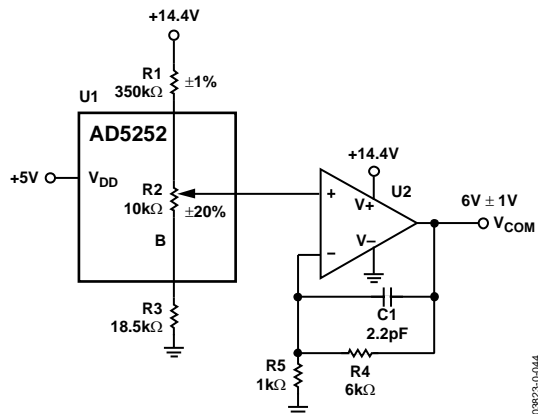 +14.4V
R1
350kΩ
±1%
U1
AD5252
+5V
VDD
R2
10kΩ
±20%
B
R3
18.5kΩ
+14.4V
U2
V+
V–
+
–
6V ± 1V
VCOM
C1
2.2pF
R4
6kΩ
R5
1kΩ
03823-0-044